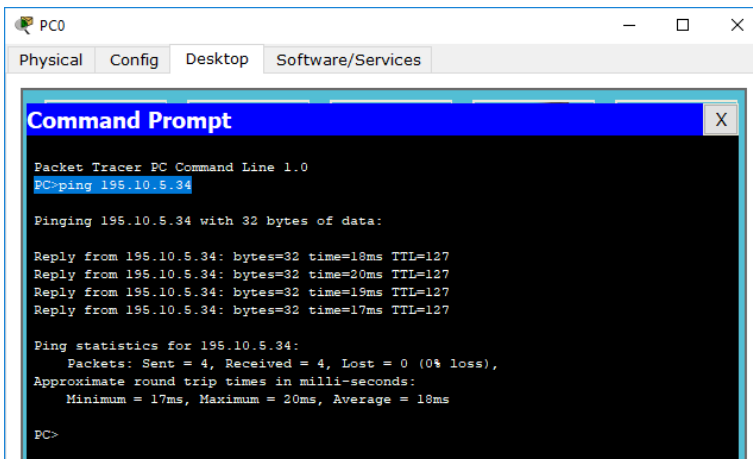 PC0
Physical Config Desktop Software/Services
Command Prompt X
Packet Tracer PC Command Line 1.0
PC>ping 195.10.5.34
Pinging 195.10.5.34 with 32 bytes of data:
Reply from 195.10.5.34: bytes=32 time=18ms TTL=127
Reply from 195.10.5.34: bytes=32 time=20ms TTL=127
Reply from 195.10.5.34: bytes=32 time=19ms TTL=127
Reply from 195.10.5.34: bytes=32 time=17ms TTL=127
Ping statistics for 195.10.5.34:
Packets: Sent = 4, Received = 4, Lost = 0 (0% loss),
Approximate round trip times in milli-seconds:
Minimum = 17ms, Maximum = 20ms, Average = 18ms
PC>